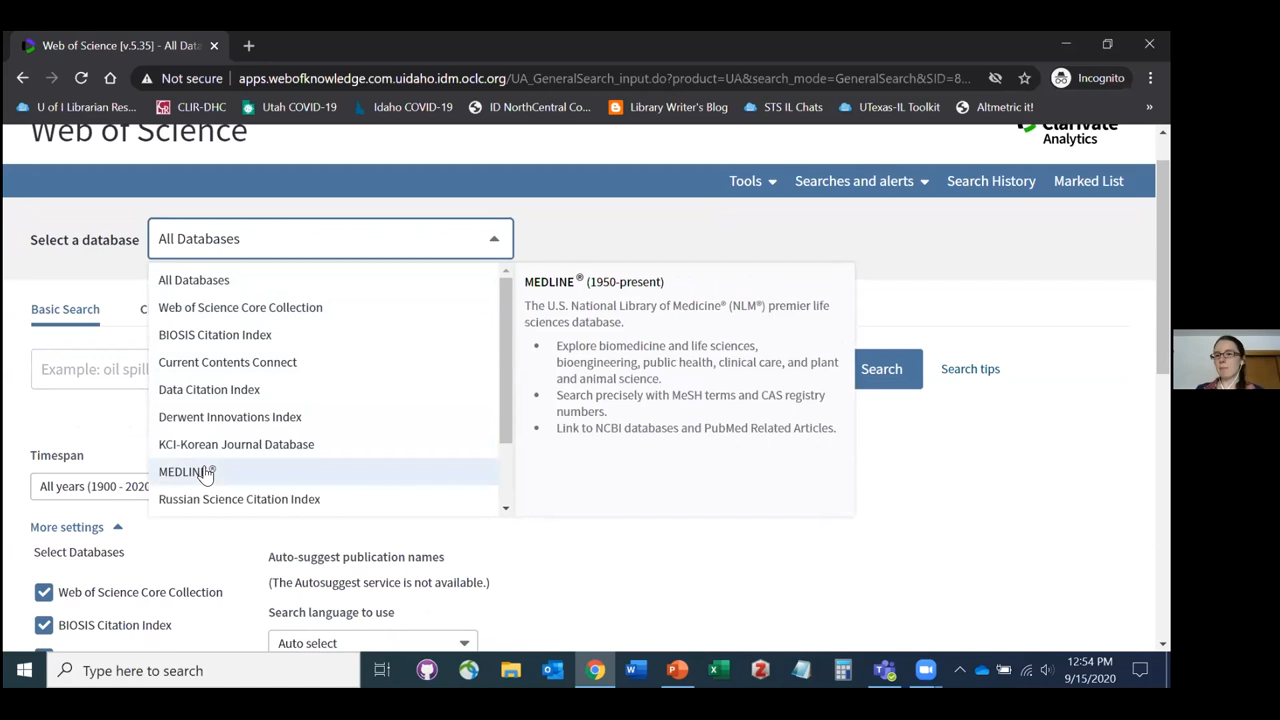 Web of Science [v.5.35] - All Data
Not secure
apps.webofknowledge.com.uidaho.idm.oclc.org/UA_GeneralSearch_input.do?product=UA&search_mode=GeneralSearch&SID=8...
Incognito
U of I Librarian Res...
CLIR-DHC
Utah COVID-19
Idaho COVID-19
ID NorthCentral Co...
Library Writer's Blog
STS IL Chats
UTexas-IL Toolkit
Altmetric it!
»
Web of Science
Clarivate
Analytics
Tools
Searches and alerts
Search History
Marked List
Select a database
All Databases
All Databases
Web of Science Core Collection
BIOSIS Citation Index
Current Contents Connect
Data Citation Index
Derwent Innovations Index
KCI-Korean Journal Database
MEDLINE®
Russian Science Citation Index
MEDLINE® (1950-present)
The U.S. National Library of Medicine® (NLM®) premier life
sciences database.
• Explore biomedicine and life sciences,
bioengineering, public health, clinical care, and plant
and animal science.
• Search precisely with MeSH terms and CAS registry
numbers.
• Link to NCBI databases and PubMed Related Articles.
Basic Search
C
Example: oil spill
Search
Search tips
Timespan
All years (1900 - 2020
More settings
Select Databases
Web of Science Core Collection
BIOSIS Citation Index
Auto-suggest publication names
(The Autosuggest service is not available.)
Search language to use
Auto select
Type here to search
12:54 PM
9/15/2020